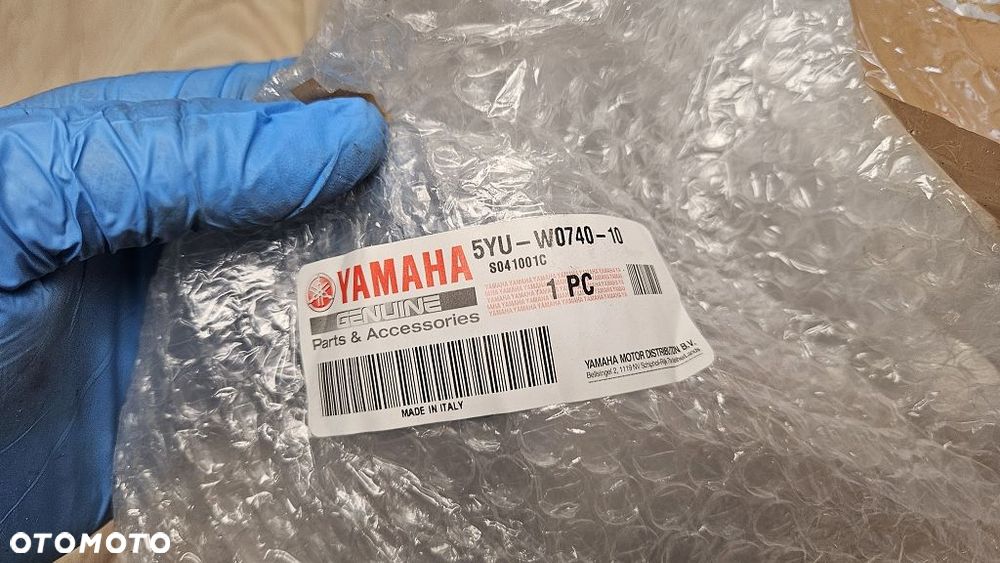 YAMAHA 5YU-W0740-10
S041001C
GENUINE 1 PC
Parts & Accessories
YAMAHA MOTOR DISTRIBUTION B.V.
MADE IN ITALY
OTOMOTO